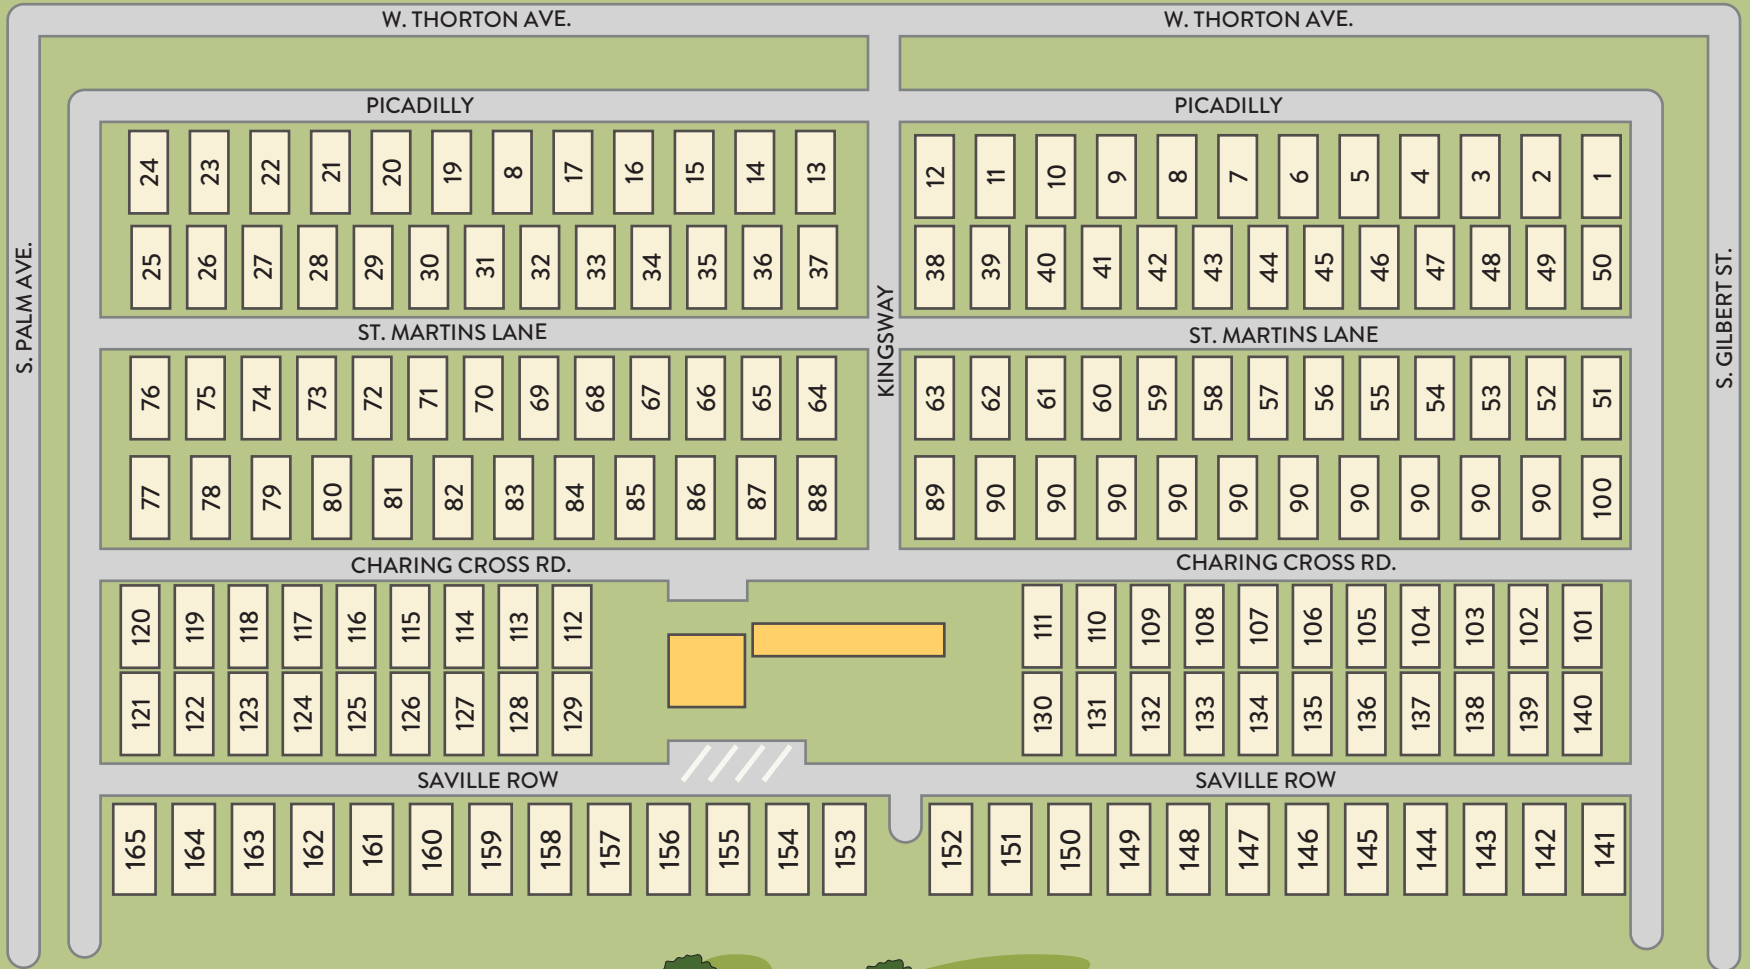 W. THORTON AVE. W. THORTON AVE.
PICADILLY PICADILLY
24 23 22 21 20 19 8 17 16 15 14 13 12 11 10 9 8 7 6 5 4 3 2 1
25 26 27 28 29 30 31 32 33 34 35 36 37 38 39 40 41 42 43 44 45 46 47 48 49 50
S. PALM AVE.
KINGSWAY
S. GILBERT ST.
ST. MARTINS LANE ST. MARTINS LANE
76 75 74 73 72 71 70 69 68 67 66 65 64 63 62 61 60 59 58 57 56 55 54 53 52 51
77 78 79 80 81 82 83 84 85 86 87 88 89 90 90 90 90 90 90 90 90 90 90 100
CHARING CROSS RD. CHARING CROSS RD.
120 119 118 117 116 115 114 113 112 111 110 109 108 107 106 105 104 103 102 101
121 122 123 124 125 126 127 128 129 130 131 132 133 134 135 136 137 138 139 140
SAVILLE ROW SAVILLE ROW
165 164 163 162 161 160 159 158 157 156 155 154 153 152 151 150 149 148 147 146 145 144 143 142 141